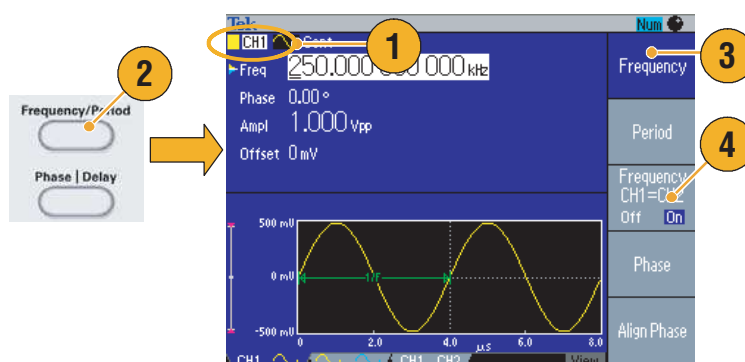 Tek
Num
CH1 Cont
1
Freq 250.000 000 000 kHz
Phase 0.00 °
Ampl 1.000 Vpp
Offset 0 mV
2
Frequency/Period
Phase | Delay
3
Frequency
Period
4
Frequency
CH1=CH2
Off On
Phase
Align Phase
500 mV
0 mV
-500 mV
1/F
0 2.0 4.0 µs 6.0 8.0
CH1 CH1 CH2 View